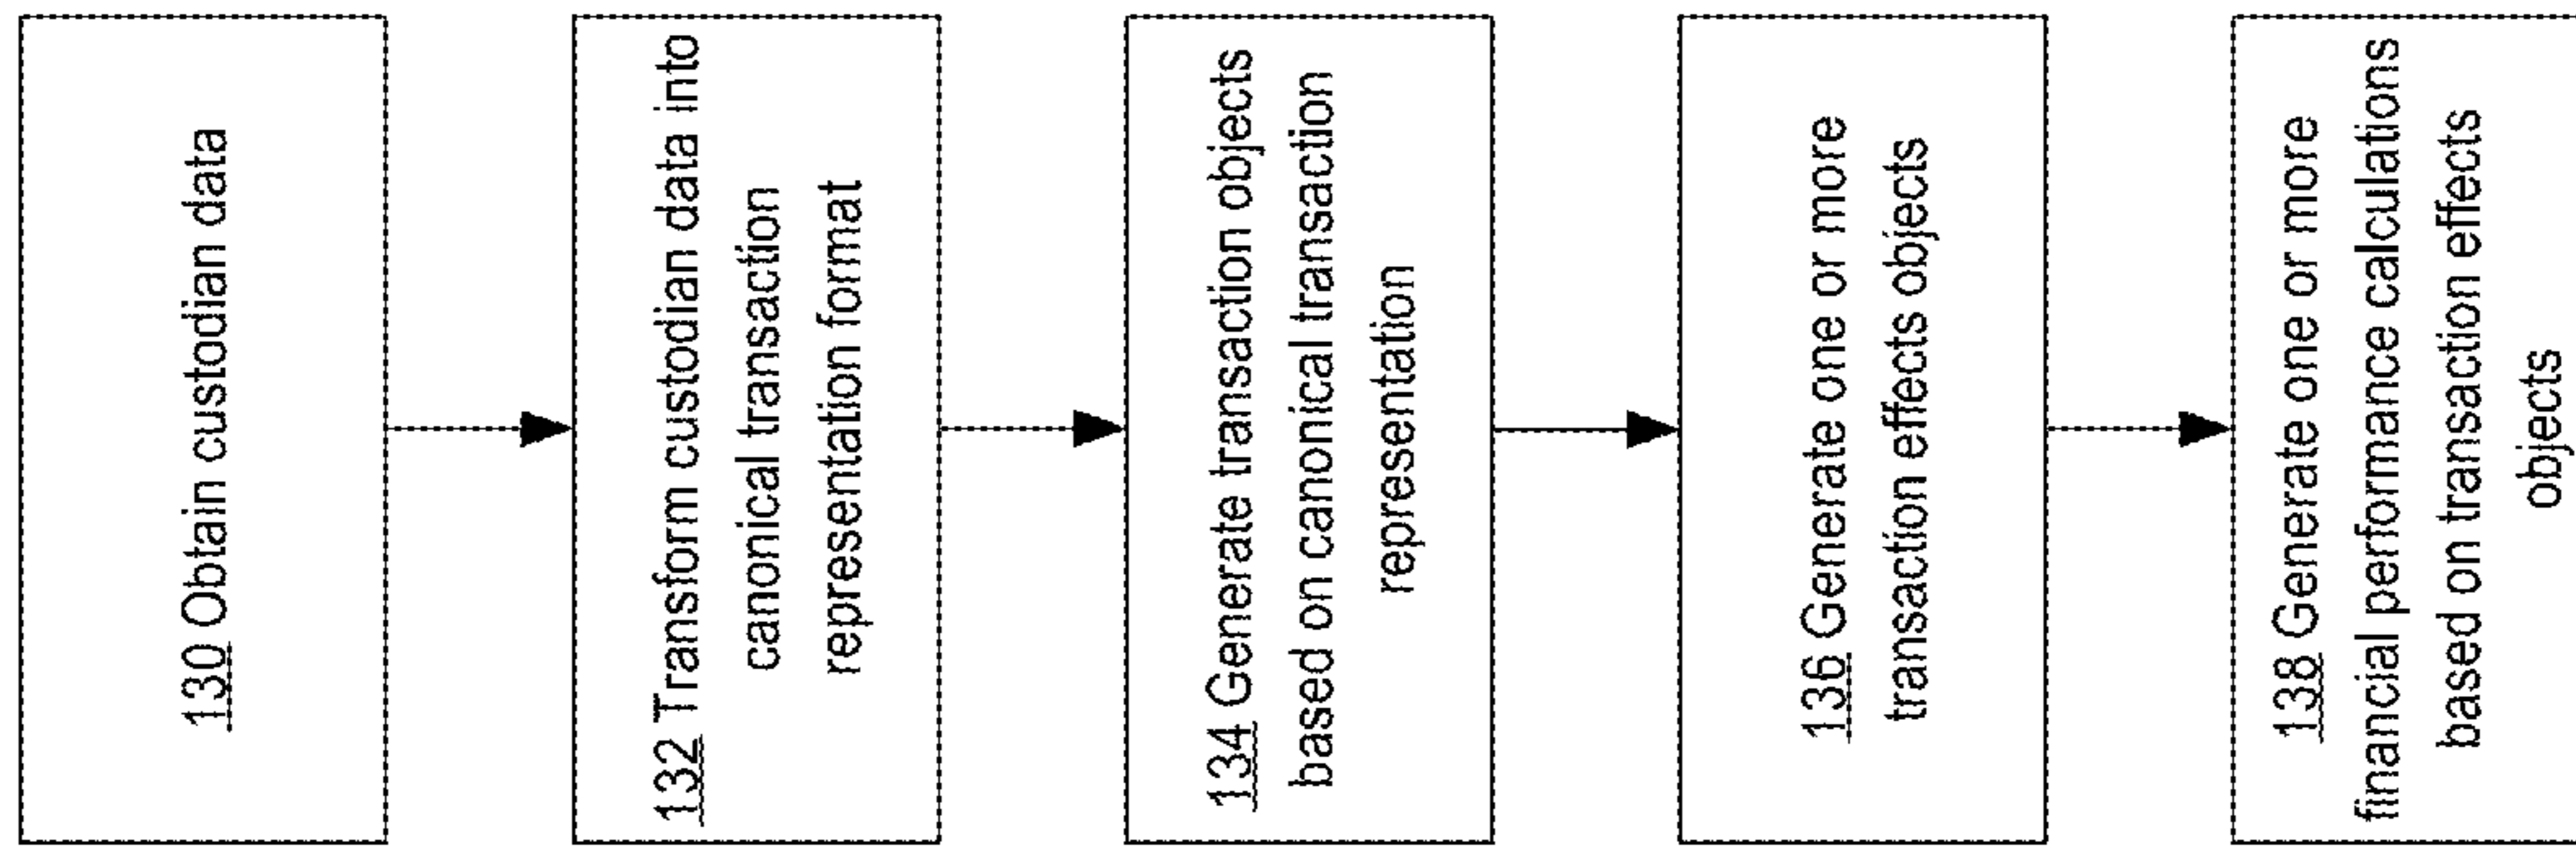 130 Obtain custodian data
132 Transform custodian data into
canonical transaction
representation format
134 Generate transaction objects
based on canonical transaction
representation
136 Generate one or more
transaction effects objects
138 Generate one or more
financial performance calculations
based on transaction effects
objects